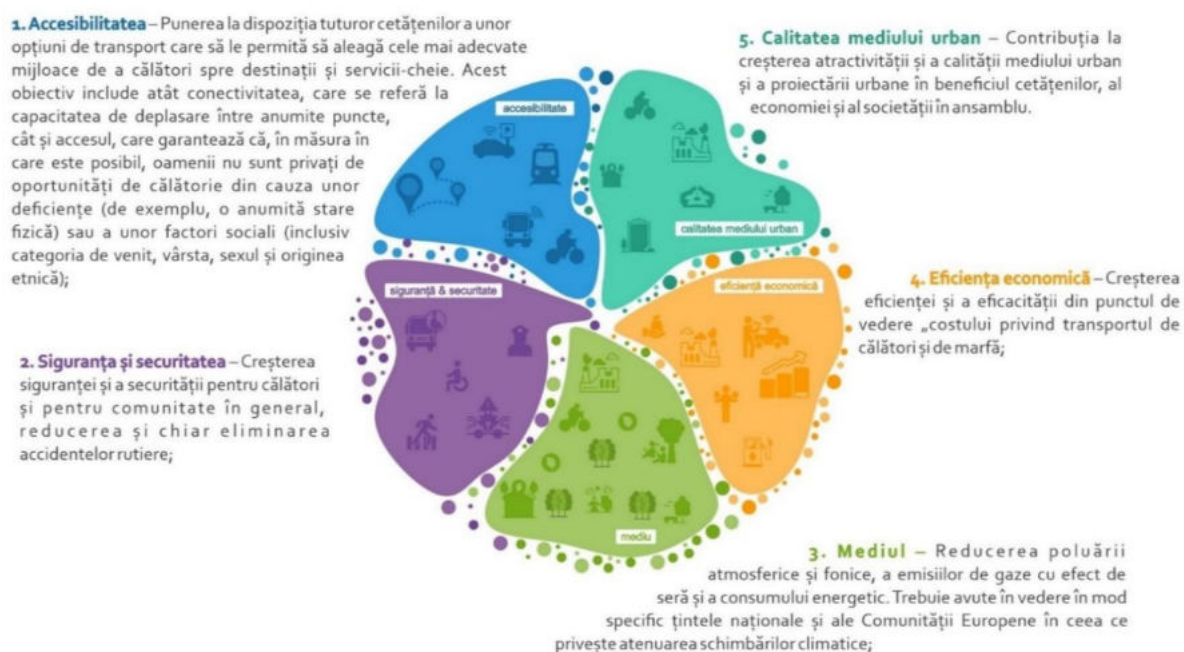 1. Accesibilitatea – Punerea la dispoziția tuturor cetățenilor a unor
opțiuni de transport care să le permită să aleagă cele mai adecvate
mijloace de a călători spre destinații și servicii-cheie. Acest
obiectiv include atât conectivitatea, care se referă la
capacitatea de deplasare între anumite puncte,
cât și accesul, care garantează că, în măsura în
care este posibil, oamenii nu sunt privați de
oportunități de călătorie din cauza unor
deficiențe (de exemplu, o anumită stare
fizică) sau a unor factori sociali (inclusiv
categoria de venit, vârsta, sexul și originea
etnică);
accesibilitate
5. Calitatea mediului urban – Contribuția la
creșterea atractivității și a calității mediului urban
și a proiectării urbane în beneficiul cetățenilor, al
economiei și al societății în ansamblu.
calitatea mediului urban
siguranță & securitate
eficiență economică
4. Eficiența economică – Creșterea
eficienței și a eficacității din punctul de
vedere „costului privind transportul de
călători și de marfă;
2. Siguranța și securitatea – Creșterea
siguranței și a securității pentru călători
și pentru comunitate în general,
reducerea și chiar eliminarea
accidentelor rutiere;
mediu
3. Mediul – Reducerea poluării
atmosferice și fonice, a emisiilor de gaze cu efect de
seră și a consumului energetic. Trebuie avute în vedere în mod
specific țintele naționale și ale Comunității Europene în ceea ce
privește atenuarea schimbărilor climatice;